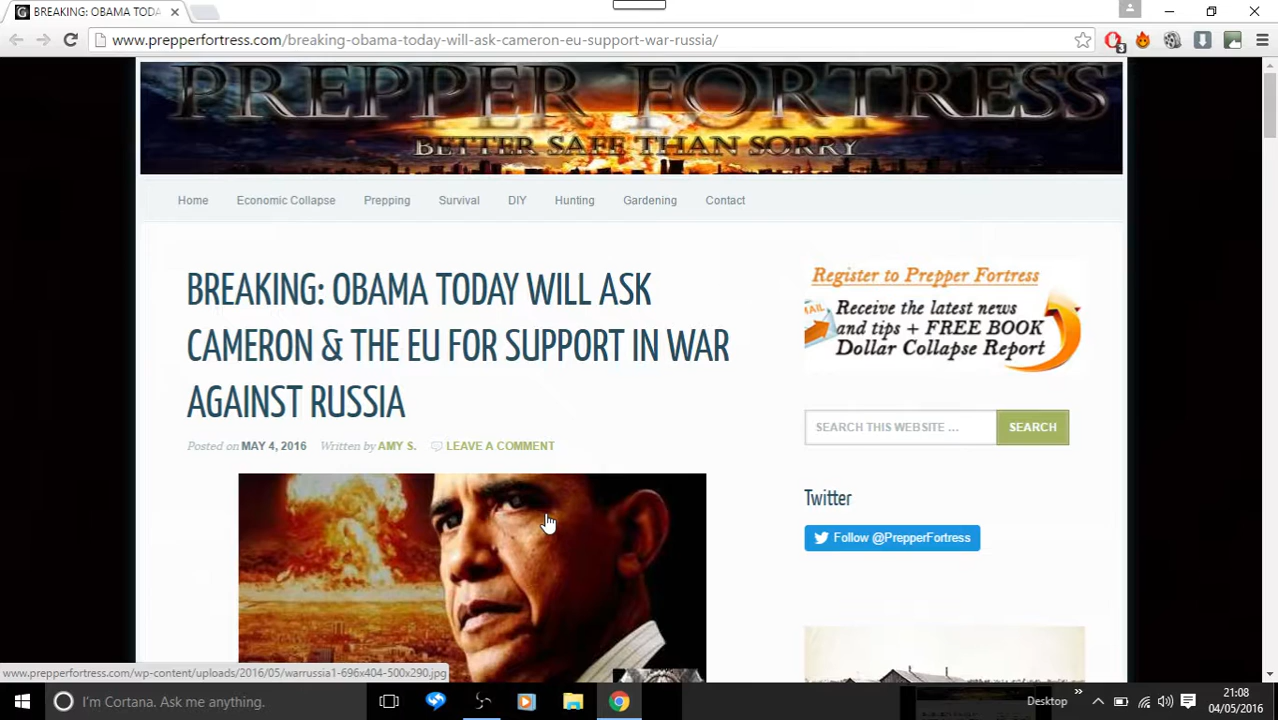 BREAKING: OBAMA TODA
www.prepperfortress.com/breaking-obama-today-will-ask-cameron-eu-support-war-russia/
3
PREPPER FORTRESS
BETTER SAFE THAN SORRY
Home Economic Collapse Prepping Survival DIY Hunting Gardening Contact
BREAKING: OBAMA TODAY WILL ASK
CAMERON & THE EU FOR SUPPORT IN WAR
AGAINST RUSSIA
Posted on MAY 4, 2016 Written by AMY S. LEAVE A COMMENT
Register to Prepper Fortress
MAIL
Receive the latest news
and tips + FREE BOOK
Dollar Collapse Report
SEARCH THIS WEBSITE ... SEARCH
Twitter
Follow @PrepperFortress
www.prepperfortress.com/wp-content/uploads/2016/05/warrussia1-696x404-500x290.jpg
I'm Cortana. Ask me anything.
Desktop
21:08
04/05/2016